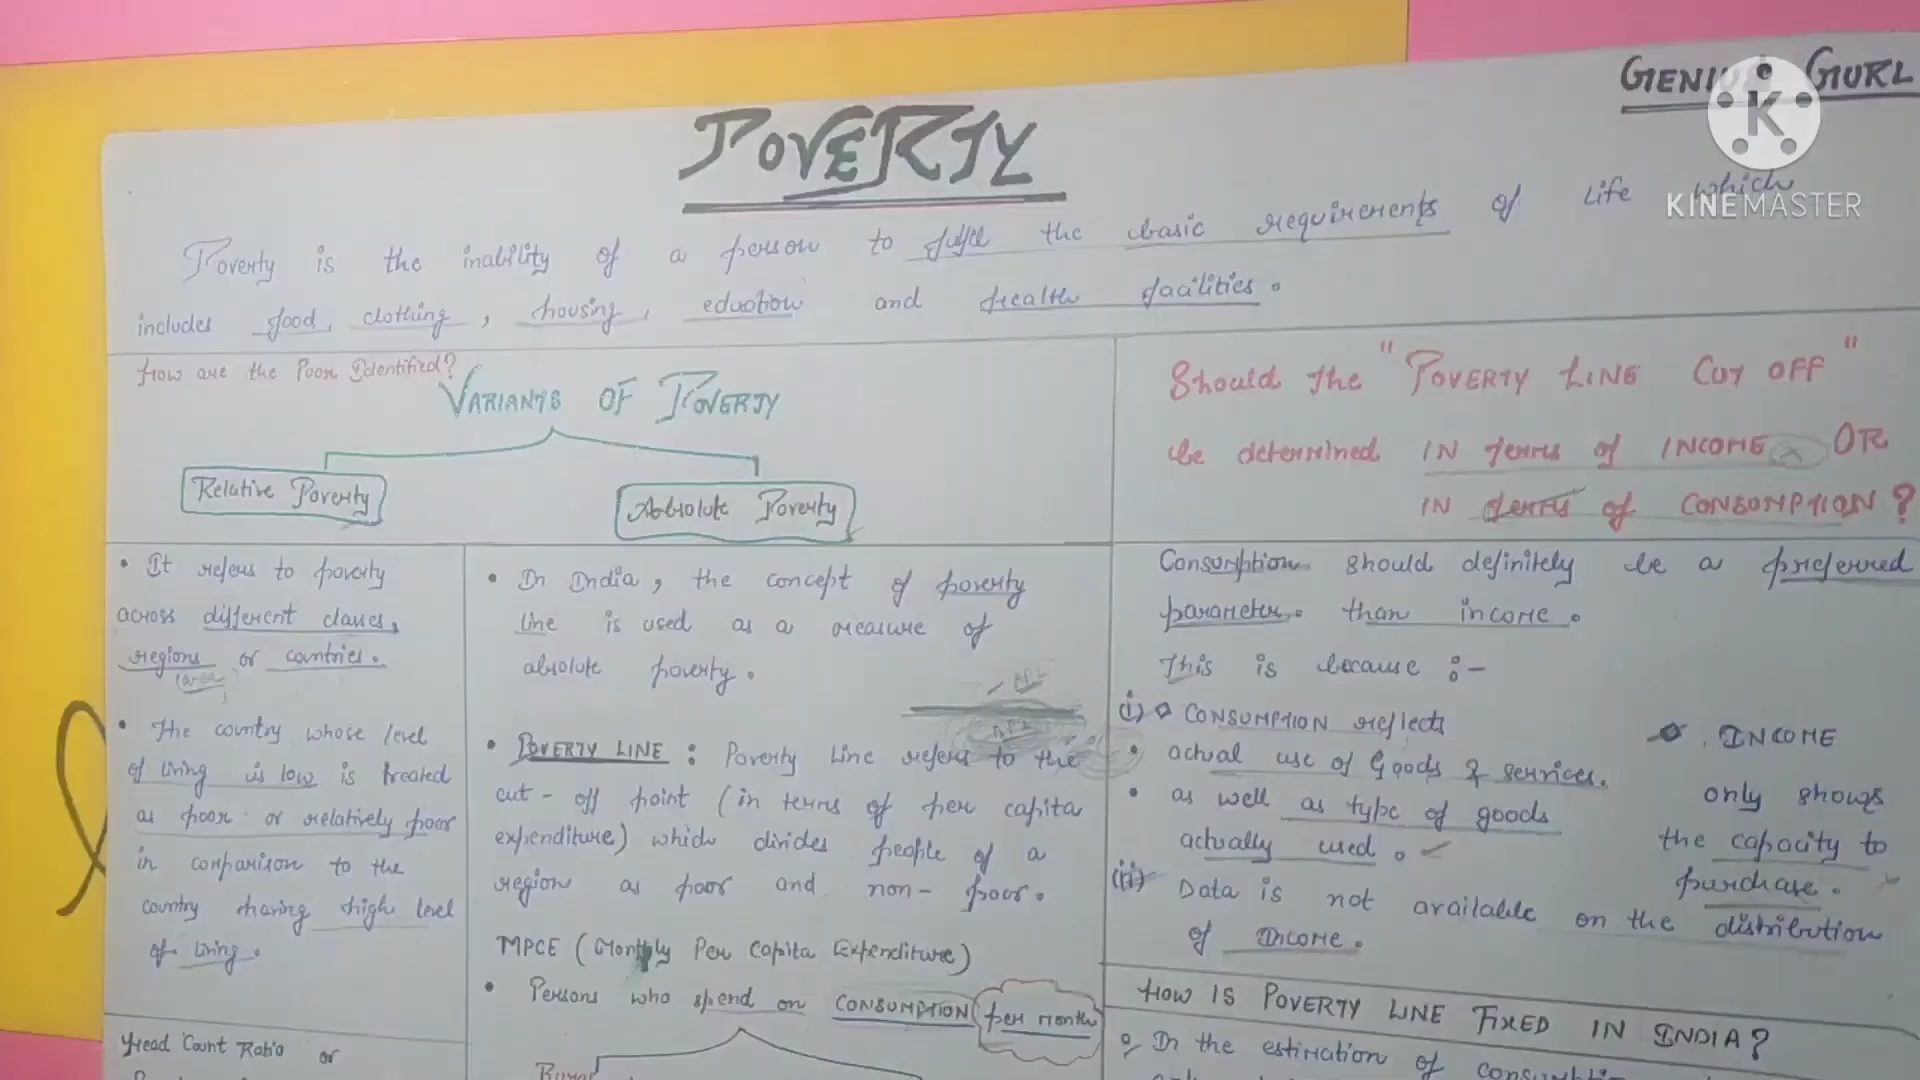 GENIUS GURL
KINEMASTER
POVERTY
Poverty is the inability of a person to fulfil the basic requirements of life which
includes food, clothing, housing, eduction and health facilities.
How are the Poor Identified?
VARIANTS OF POVERTY
Relative Poverty
Absolute Poverty
• It refers to poverty
across different classes,
regions or countries.
(area)
• The country whose level
of living is low is treated
as poor or relatively poor
in comparison to the
country having high level
of living.
Head Count Ratio or
• In India, the concept of poverty
line is used as a measure of
absolute poverty.
• POVERTY LINE : Poverty Line refers to the
cut-off point (in terms of per capita
expenditure) which divides people of a
region as poor and non-poor.
MPCE (Monthly Per Capita Expenditure)
• Persons who spend on CONSUMPTION per month
Rural
Should the "POVERTY LINE CUT OFF"
be determined IN terms of INCOME OR
IN terms of CONSUMPTION?
Consumption should definitely be a preferred
parameter. than income.
This is because :-
(i) CONSUMPTION reflects
• actual use of Goods & services.
• as well as type of goods
actually used.
INCOME
only shows
the capacity to
purchase.
(ii) Data is not available on the distribution
of Income.
HOW IS POVERTY LINE FIXED IN INDIA?
In the estimation of